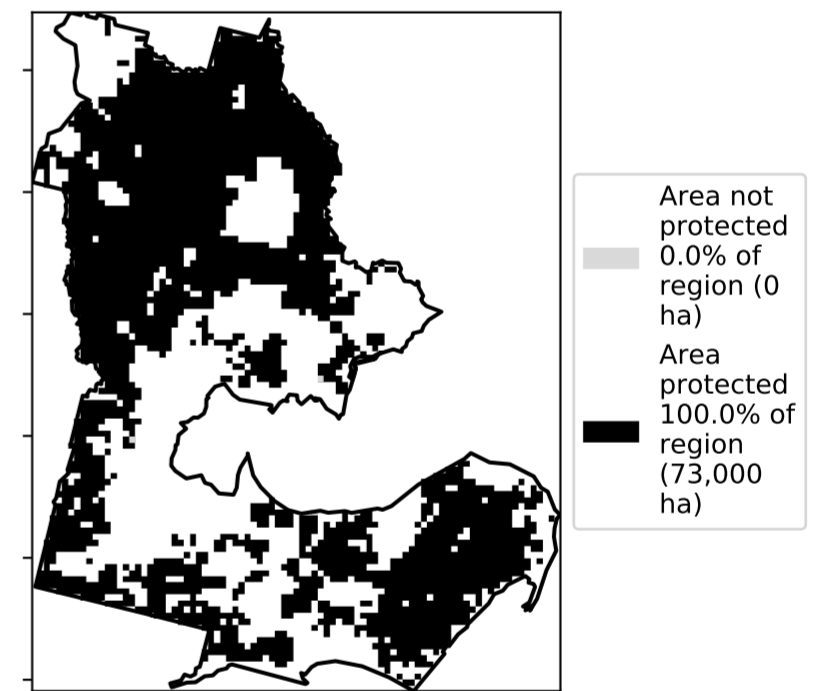 Area not
protected
0.0% of
region (0
ha)
Area
protected
100.0% of
region
(73,000
ha)